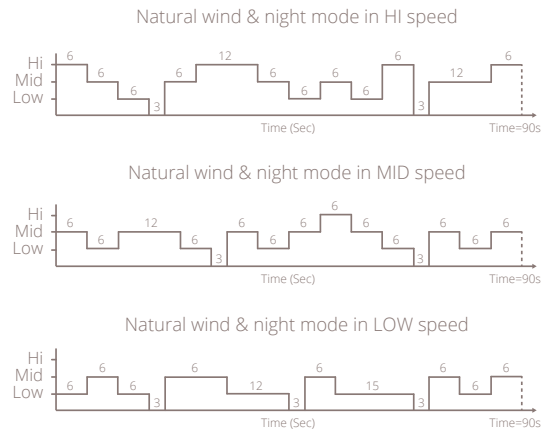 Natural wind & night mode in HI speed
Hi
Mid
Low
6 6 6 3 6 12 6 6 6 6 6 3 12 6
Time (Sec) Time=90s
Natural wind & night mode in MID speed
Hi
Mid
Low
6 6 12 6 3 6 6 6 6 6 6 3 6 6 6
Time (Sec) Time=90s
Natural wind & night mode in LOW speed
Hi
Mid
Low
6 6 6 3 6 12 3 6 15 3 6 6 6
Time (Sec) Time=90s